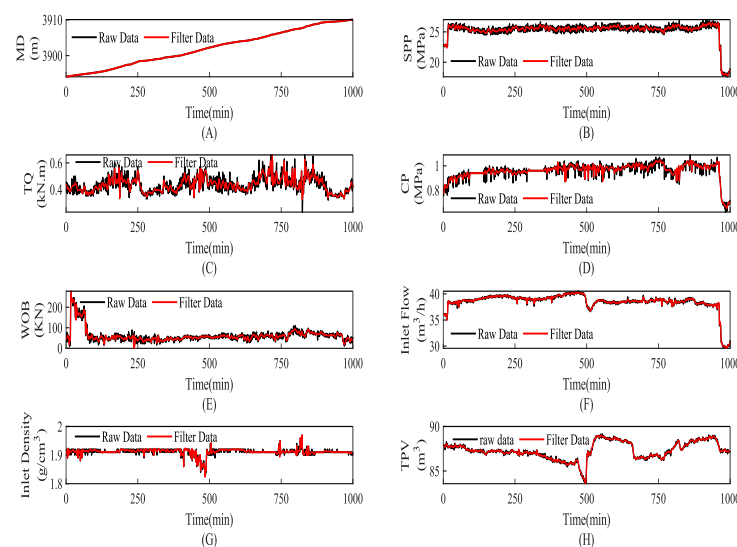 3910
3900
MD
(m)
Raw Data Filter Data
0 250 500 750 1000
Time(min)
(A)
25
20
SPP
(MPa)
Raw Data Filter Data
0 250 500 750 1000
Time(min)
(B)
0.6
0.4
TQ
(kN.m)
Raw Data Filter Data
0 250 500 750 1000
Time(min)
(C)
1
0.8
CP
(MPa)
Raw Data Filter Data
0 250 500 750 1000
Time(min)
(D)
200
100
0
WOB
(KN)
Raw Data Filter Data
0 250 500 750 1000
Time(min)
(E)
40
35
30
Inlet Flow
(m³/h)
Raw Data Filter Data
0 250 500 750 1000
Time(min)
(F)
2
1.9
1.8
Inlet Density
(g/cm³)
Raw Data Filter Data
0 250 500 750 1000
Time(min)
(G)
90
85
TPV
(m³)
raw data Filter Data
0 250 500 750 1000
Time(min)
(H)